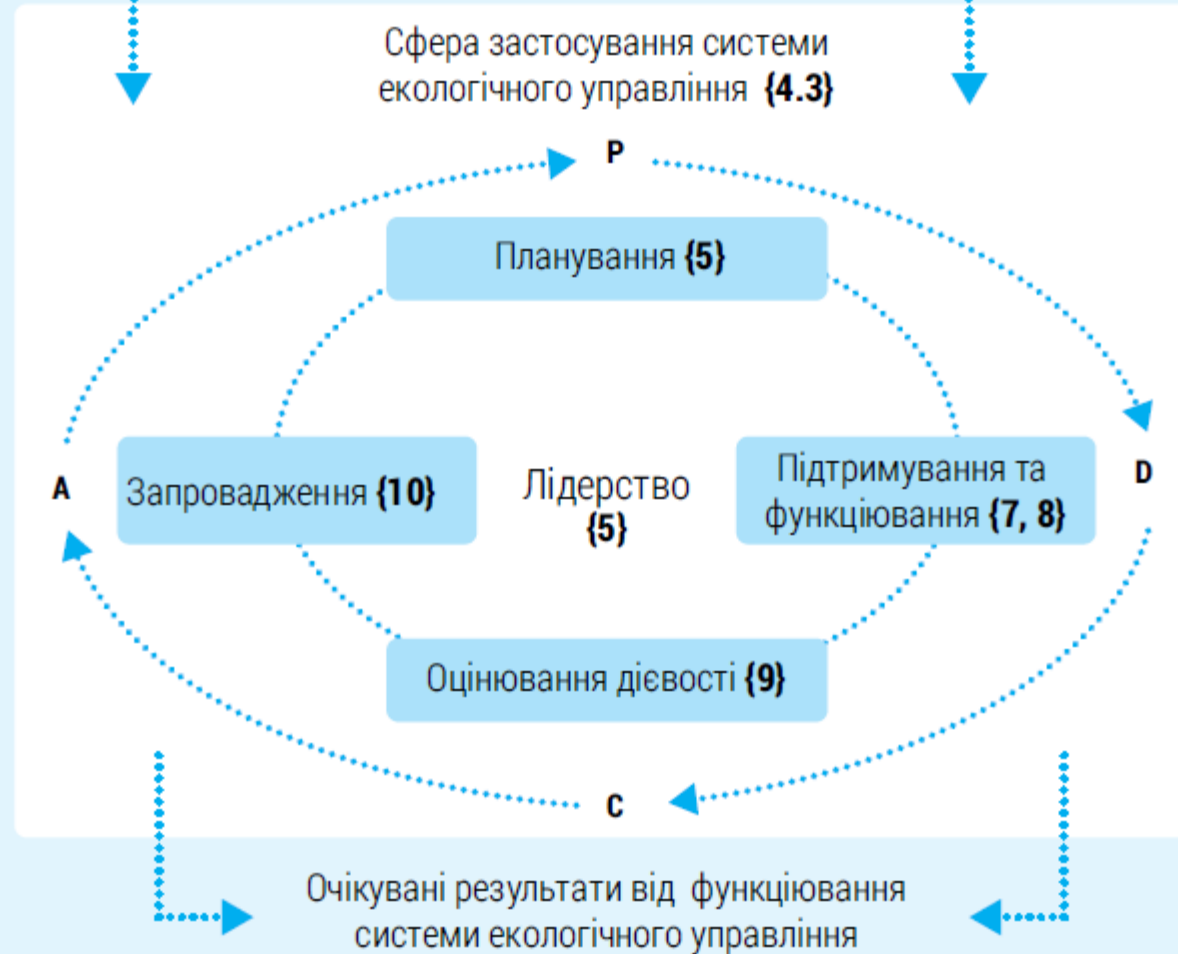 Сфера застосування системи
екологічного управління {4.3}
P
Планування {5}
A
Запровадження {10}
Лідерство
{5}
Підтримування та
функціювання {7, 8}
D
Оцінювання дієвості {9}
C
Очікувані результати від функціювання
системи екологічного управління